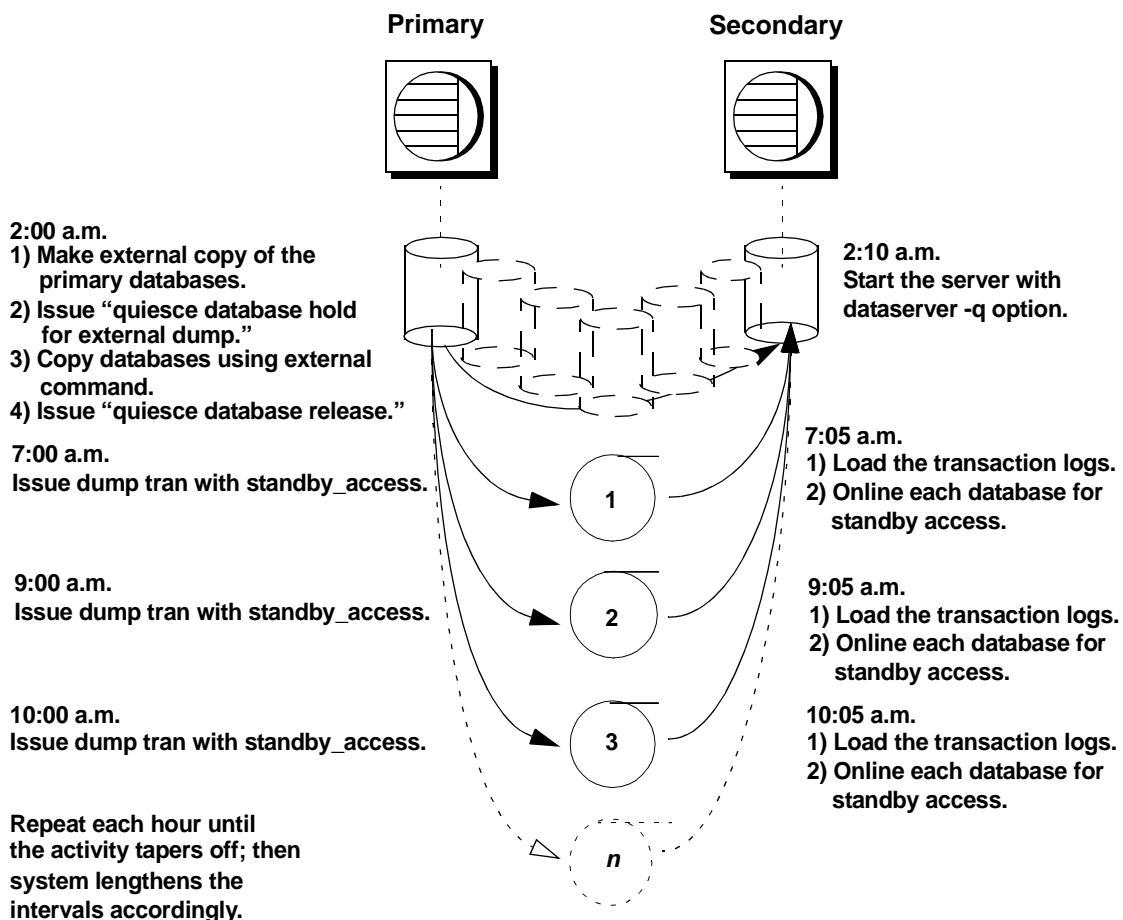 Primary
Secondary
2:00 a.m.
1) Make external copy of the
primary databases.
2) Issue “quiesce database hold
for external dump.”
3) Copy databases using external
command.
4) Issue “quiesce database release.”
2:10 a.m.
Start the server with
dataserver -q option.
7:00 a.m.
Issue dump tran with standby_access.
1
7:05 a.m.
1) Load the transaction logs.
2) Online each database for
standby access.
9:00 a.m.
Issue dump tran with standby_access.
2
9:05 a.m.
1) Load the transaction logs.
2) Online each database for
standby access.
10:00 a.m.
Issue dump tran with standby_access.
3
10:05 a.m.
1) Load the transaction logs.
2) Online each database for
standby access.
Repeat each hour until
the activity tapers off; then
system lengthens the
intervals accordingly.
n